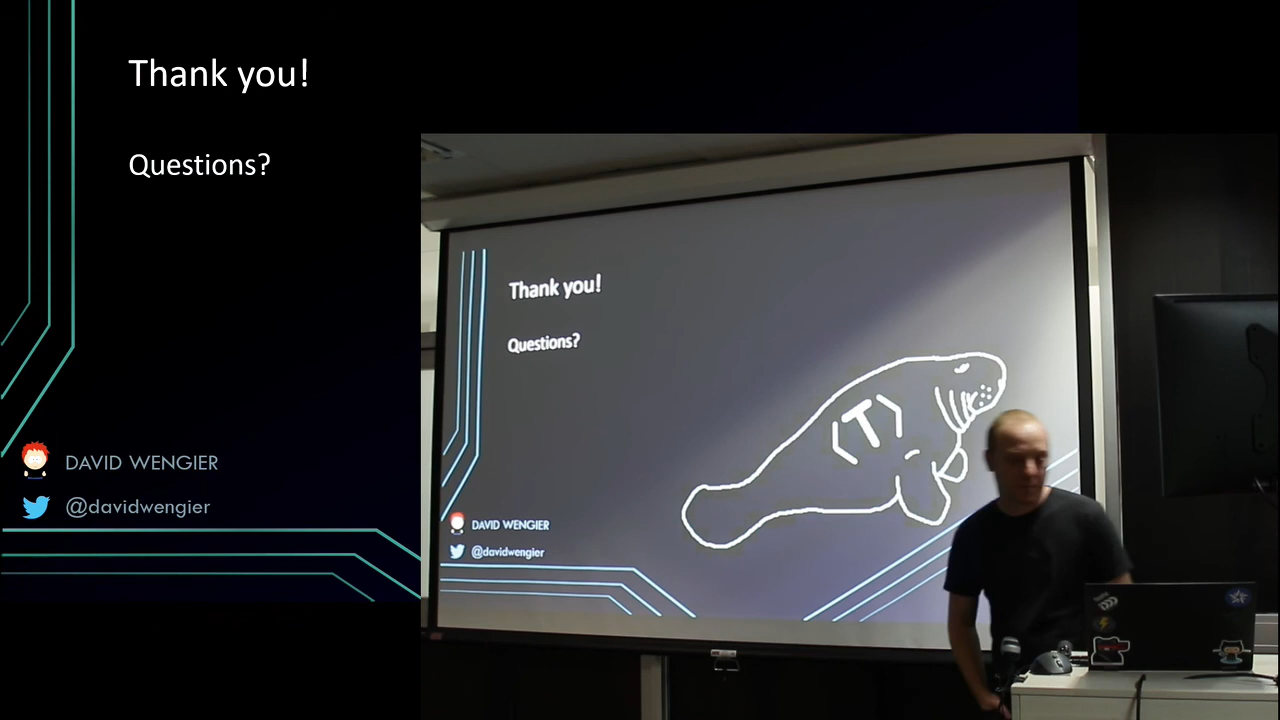 Thank you!
Questions?
DAVID WENGIER
@davidwengier
Thank you!
Questions?
(T)
DAVID WENGIER
@davidwengier